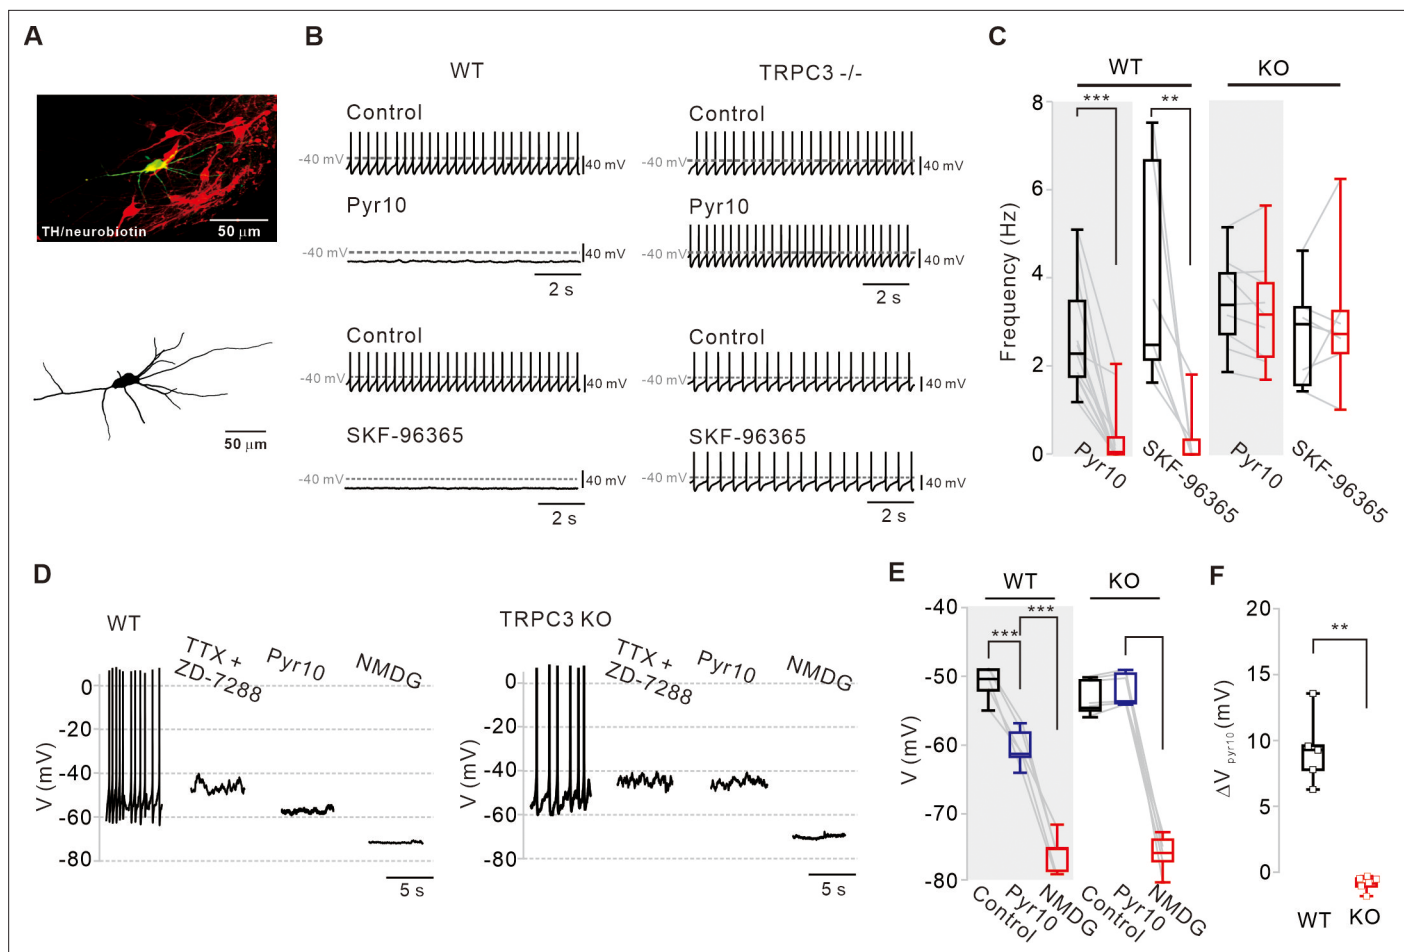 A
TH/neurobiotin
50 μm
50 μm
B
WT
TRPC3 -/-
Control
-40 mV
40 mV
Control
-40 mV
40 mV
Pyr10
-40 mV
40 mV
2 s
Pyr10
-40 mV
40 mV
2 s
Control
-40 mV
40 mV
Control
-40 mV
40 mV
SKF-96365
-40 mV
40 mV
2 s
SKF-96365
-40 mV
40 mV
2 s
C
WT
KO
***
**
8
6
4
2
0
Frequency (Hz)
Pyr10
SKF-96365
Pyr10
SKF-96365
D
WT
TTX +
ZD-7288
Pyr10
NMDG
0
-20
-40
-60
-80
V (mV)
5 s
TRPC3 KO
TTX +
ZD-7288
Pyr10
NMDG
0
-20
-40
-60
-80
V (mV)
5 s
E
WT
KO
***
***
-40
-50
-60
-70
-80
V (mV)
Control
Pyr10
NMDG
Control
Pyr10
NMDG
F
**
20
15
10
5
0
ΔV pyr10 (mV)
WT
KO